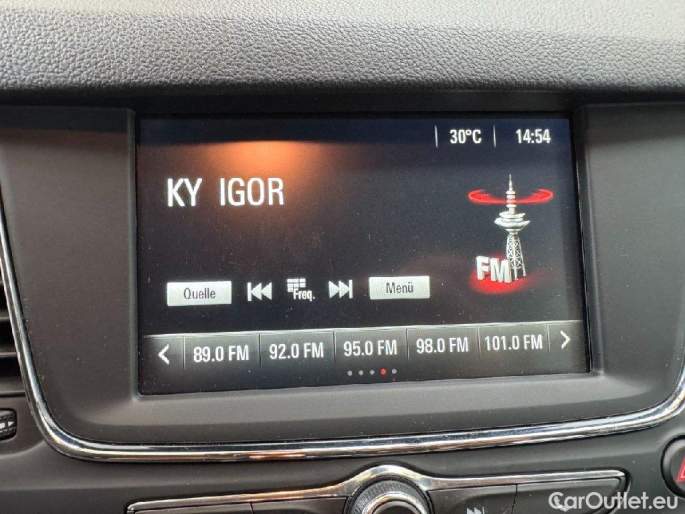 30°C 14:54
KY IGOR
FM
Quelle Freq. Menü
89.0 FM 92.0 FM 95.0 FM 98.0 FM 101.0 FM
CarOutlet.eu